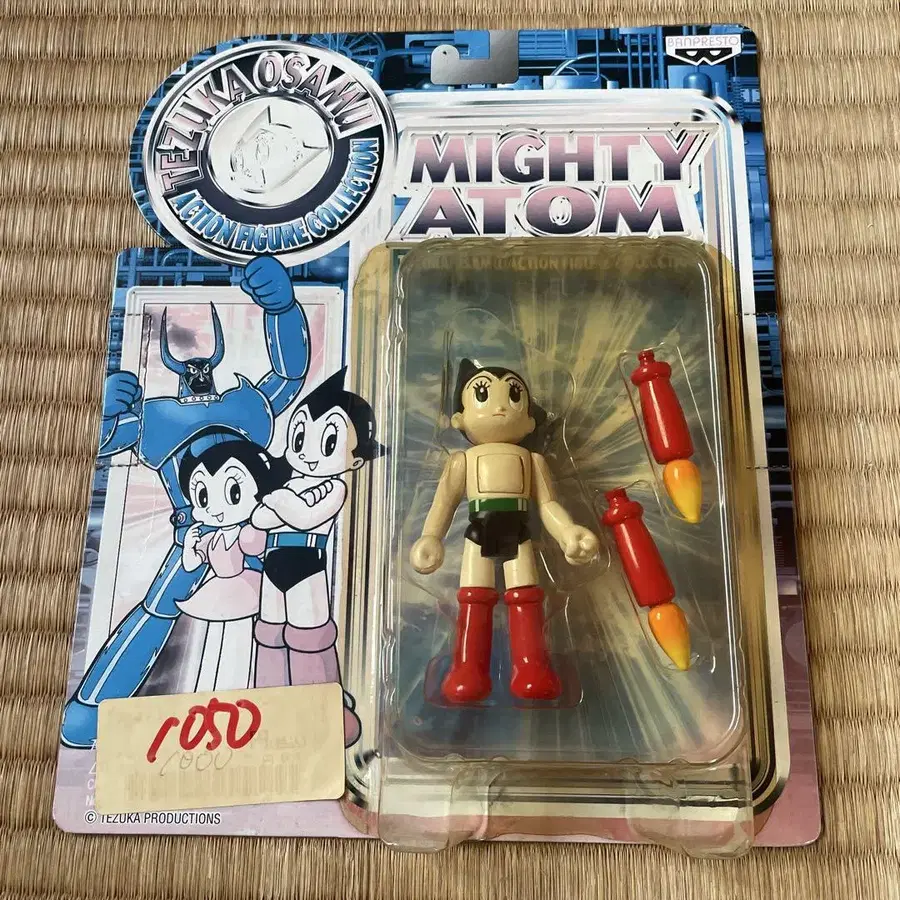 BANPRESTO
TEZUKA OSAMU
ACTION FIGURE COLLECTION
MIGHTY
ATOM
1050
1000
© TEZUKA PRODUCTIONS